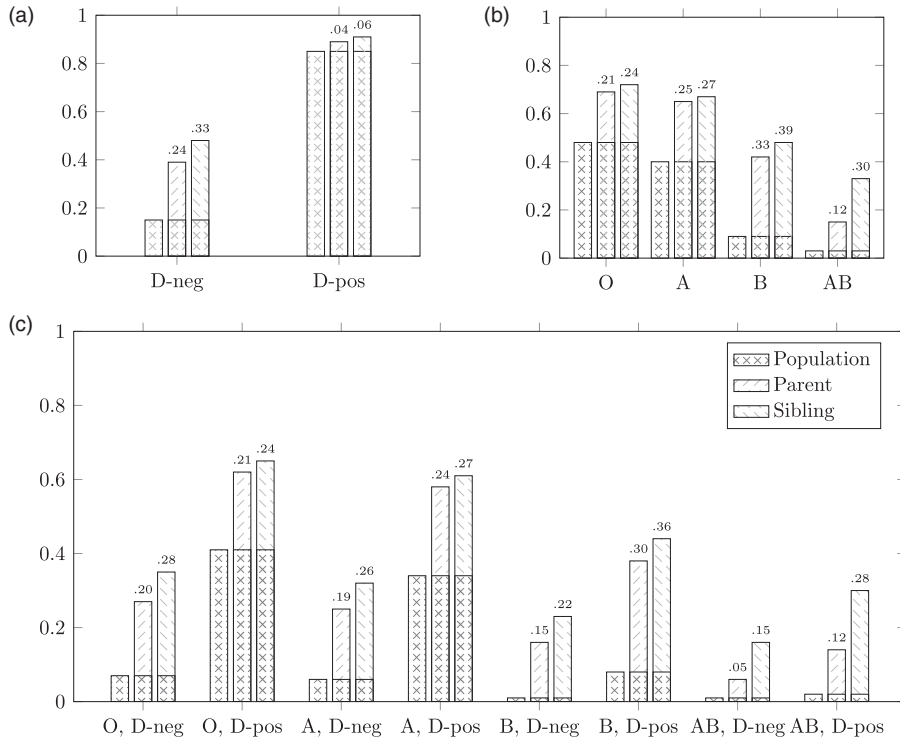 (a)
1
0.8
0.6
0.4
0.2
0
.24
.33
.04
.06
D-neg
D-pos
(b)
1
0.8
0.6
0.4
0.2
0
.21
.24
.25
.27
.33
.39
.12
.30
O
A
B
AB
(c)
1
0.8
0.6
0.4
0.2
0
Population
Parent
Sibling
.20
.28
.21
.24
.19
.26
.24
.27
.15
.22
.30
.36
.05
.15
.12
.28
O, D-neg
O, D-pos
A, D-neg
A, D-pos
B, D-neg
B, D-pos
AB, D-neg
AB, D-pos